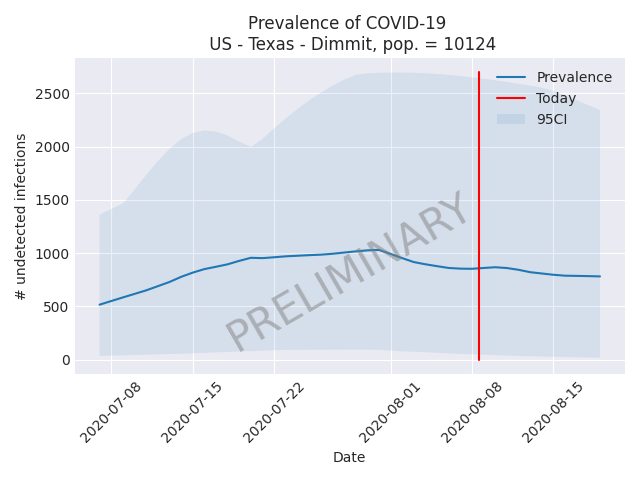 Prevalence of COVID-19
US - Texas - Dimmit, pop. = 10124
# undetected infections
2500
2000
1500
1000
500
0
Prevalence
Today
95CI
PRELIMINARY
2020-07-08
2020-07-15
2020-07-22
2020-08-01
2020-08-08
2020-08-15
Date